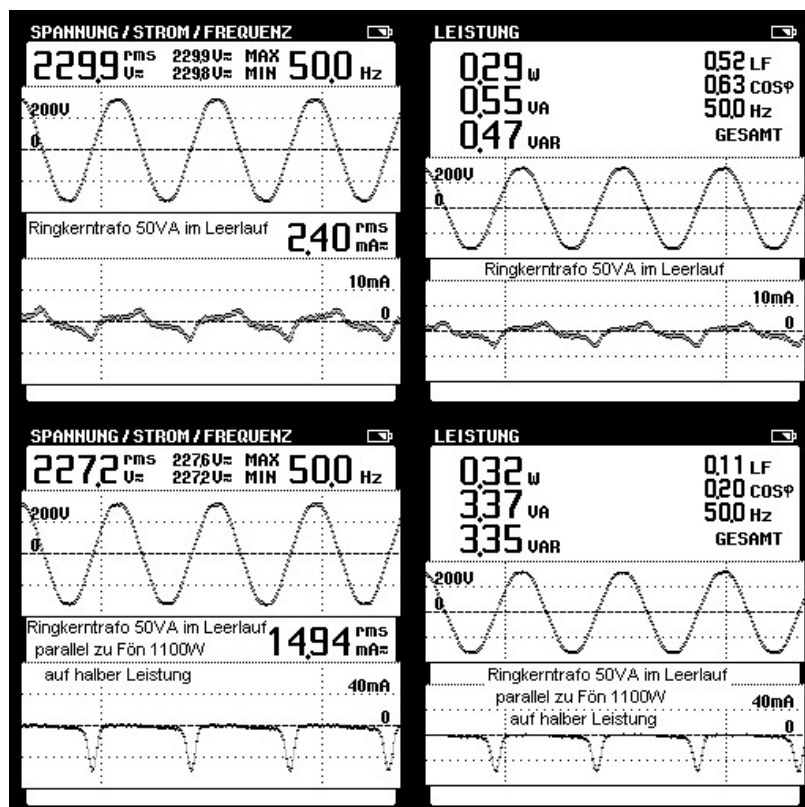 SPANNUNG / STROM / FREQUENZ
229.9 rms V≂ 229.9 V≂ MAX 50.0 Hz
229.8 V≂ MIN
200V
0
Ringkerntrafo 50VA im Leerlauf
2.40 rms mA≂
10mA
0
LEISTUNG
0.29 W
0.52 LF
0.55 VA
0.63 COSφ
0.47 VAR
50.0 Hz
GESAMT
200V
0
Ringkerntrafo 50VA im Leerlauf
10mA
0
SPANNUNG / STROM / FREQUENZ
227.2 rms V≂ 227.6 V≂ MAX 50.0 Hz
227.2 V≂ MIN
200V
0
Ringkerntrafo 50VA im Leerlauf
parallel zu Fön 1100W
auf halber Leistung
14.94 rms mA≂
40mA
0
LEISTUNG
0.32 W
0.11 LF
3.37 VA
0.20 COSφ
3.35 VAR
50.0 Hz
GESAMT
200V
0
Ringkerntrafo 50VA im Leerlauf
parallel zu Fön 1100W
auf halber Leistung
40mA
0